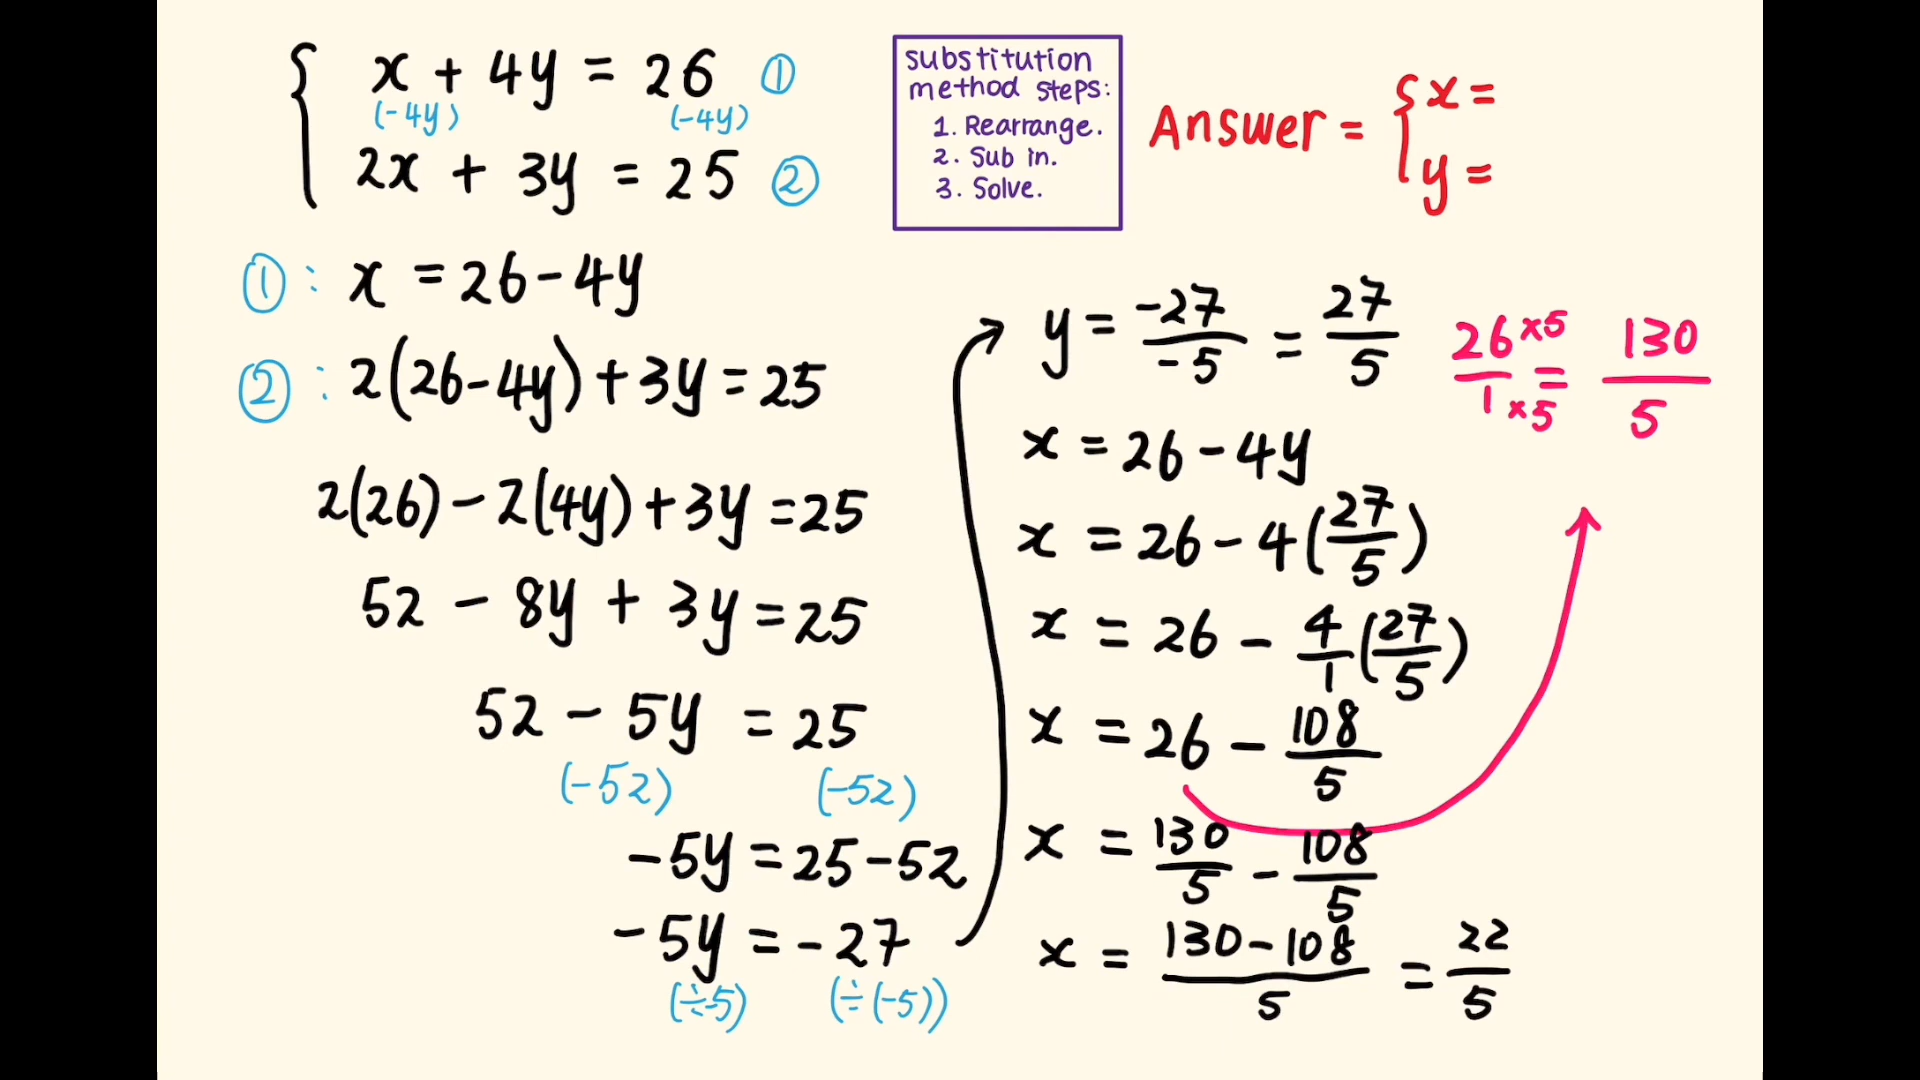 x + 4y = 26 ①
(-4y) (-4y)
2x + 3y = 25 ②
① : x = 26 - 4y
② : 2(26 - 4y) + 3y = 25
2(26) - 2(4y) + 3y = 25
52 - 8y + 3y = 25
52 - 5y = 25
(-52) (-52)
-5y = 25 - 52
-5y = -27
(÷-5) (÷(-5))
substitution
method steps:
1. Rearrange.
2. Sub in.
3. Solve.
Answer = { x =
y =
y = -27/-5 = 27/5
x = 26 - 4y
x = 26 - 4(27/5)
x = 26 - 4/1(27/5)
x = 26 - 108/5
x = 130/5 - 108/5
x = 130-108/5 = 22/5
26×5/1×5 = 130/5